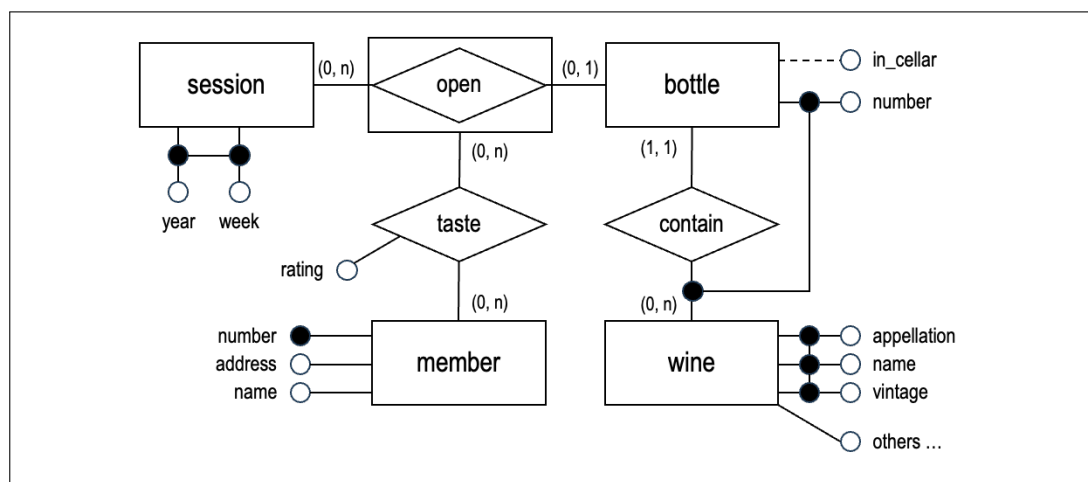 session
(0, n)
open
(0, 1)
bottle
in_cellar
number
(0, n)
(1, 1)
year
week
taste
contain
rating
(0, n)
(0, n)
number
address
name
member
wine
appellation
name
vintage
others ...